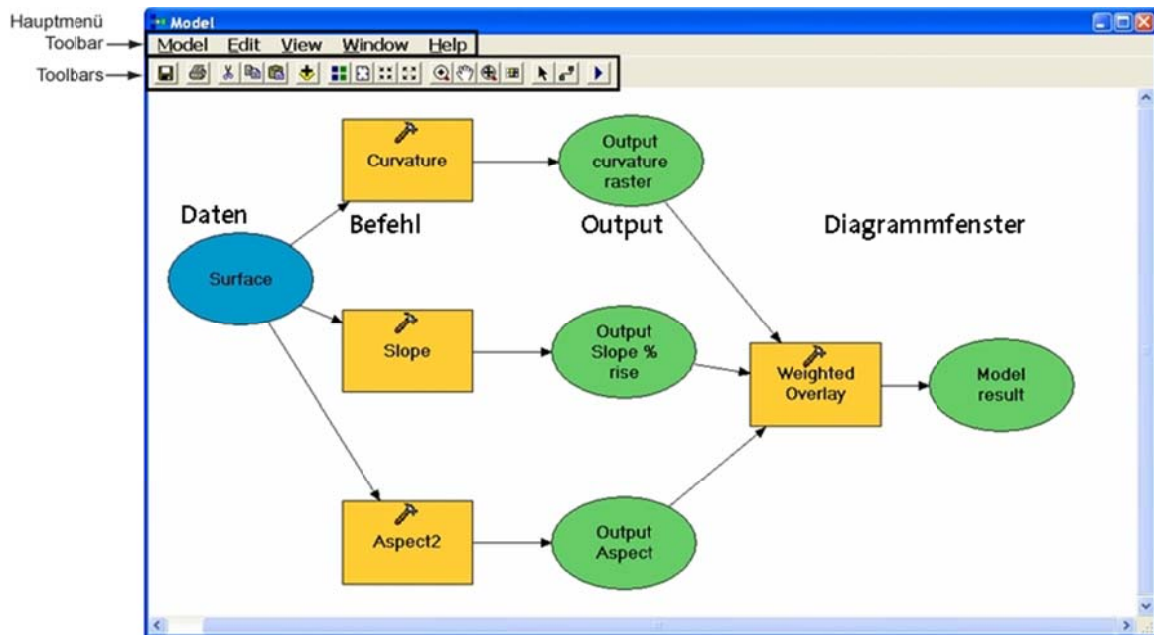 Hauptmenü
Toolbar
Toolbars
Model
Model Edit View Window Help
Curvature
Output
curvature
raster
Daten
Befehl
Output
Diagrammfenster
Surface
Slope
Output
Slope %
rise
Weighted
Overlay
Model
result
Aspect2
Output
Aspect